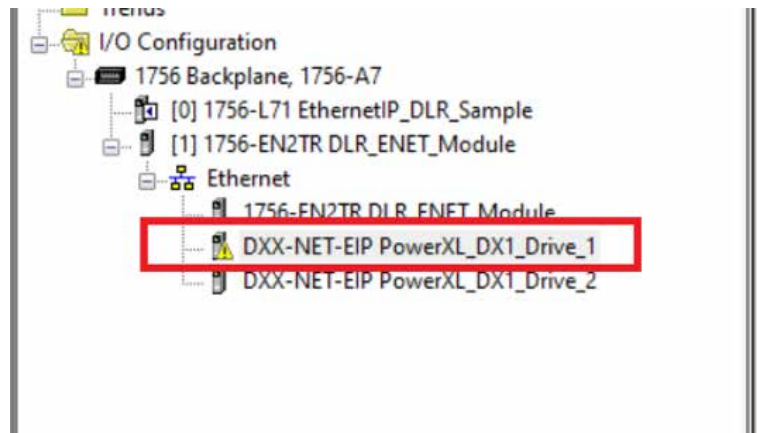 Trends
I/O Configuration
1756 Backplane, 1756-A7
[0] 1756-L71 EthernetIP_DLR_Sample
[1] 1756-EN2TR DLR_ENET_Module
Ethernet
1756-EN2TR DLR_ENET_Module
DXX-NET-EIP PowerXL_DX1_Drive_1
DXX-NET-EIP PowerXL_DX1_Drive_2